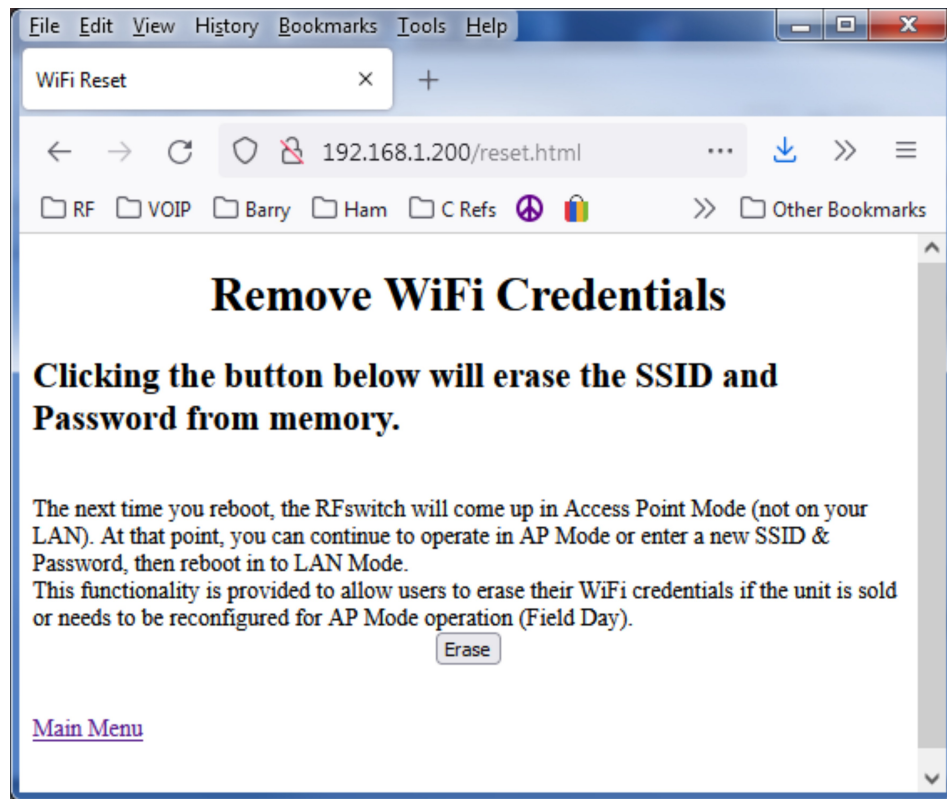 File Edit View History Bookmarks Tools Help
WiFi Reset
192.168.1.200/reset.html
RF VOIP Barry Ham C Refs Other Bookmarks
Remove WiFi Credentials
Clicking the button below will erase the SSID and
Password from memory.
The next time you reboot, the RFswitch will come up in Access Point Mode (not on your
LAN). At that point, you can continue to operate in AP Mode or enter a new SSID &
Password, then reboot in to LAN Mode.
This functionality is provided to allow users to erase their WiFi credentials if the unit is sold
or needs to be reconfigured for AP Mode operation (Field Day).
Erase
Main Menu